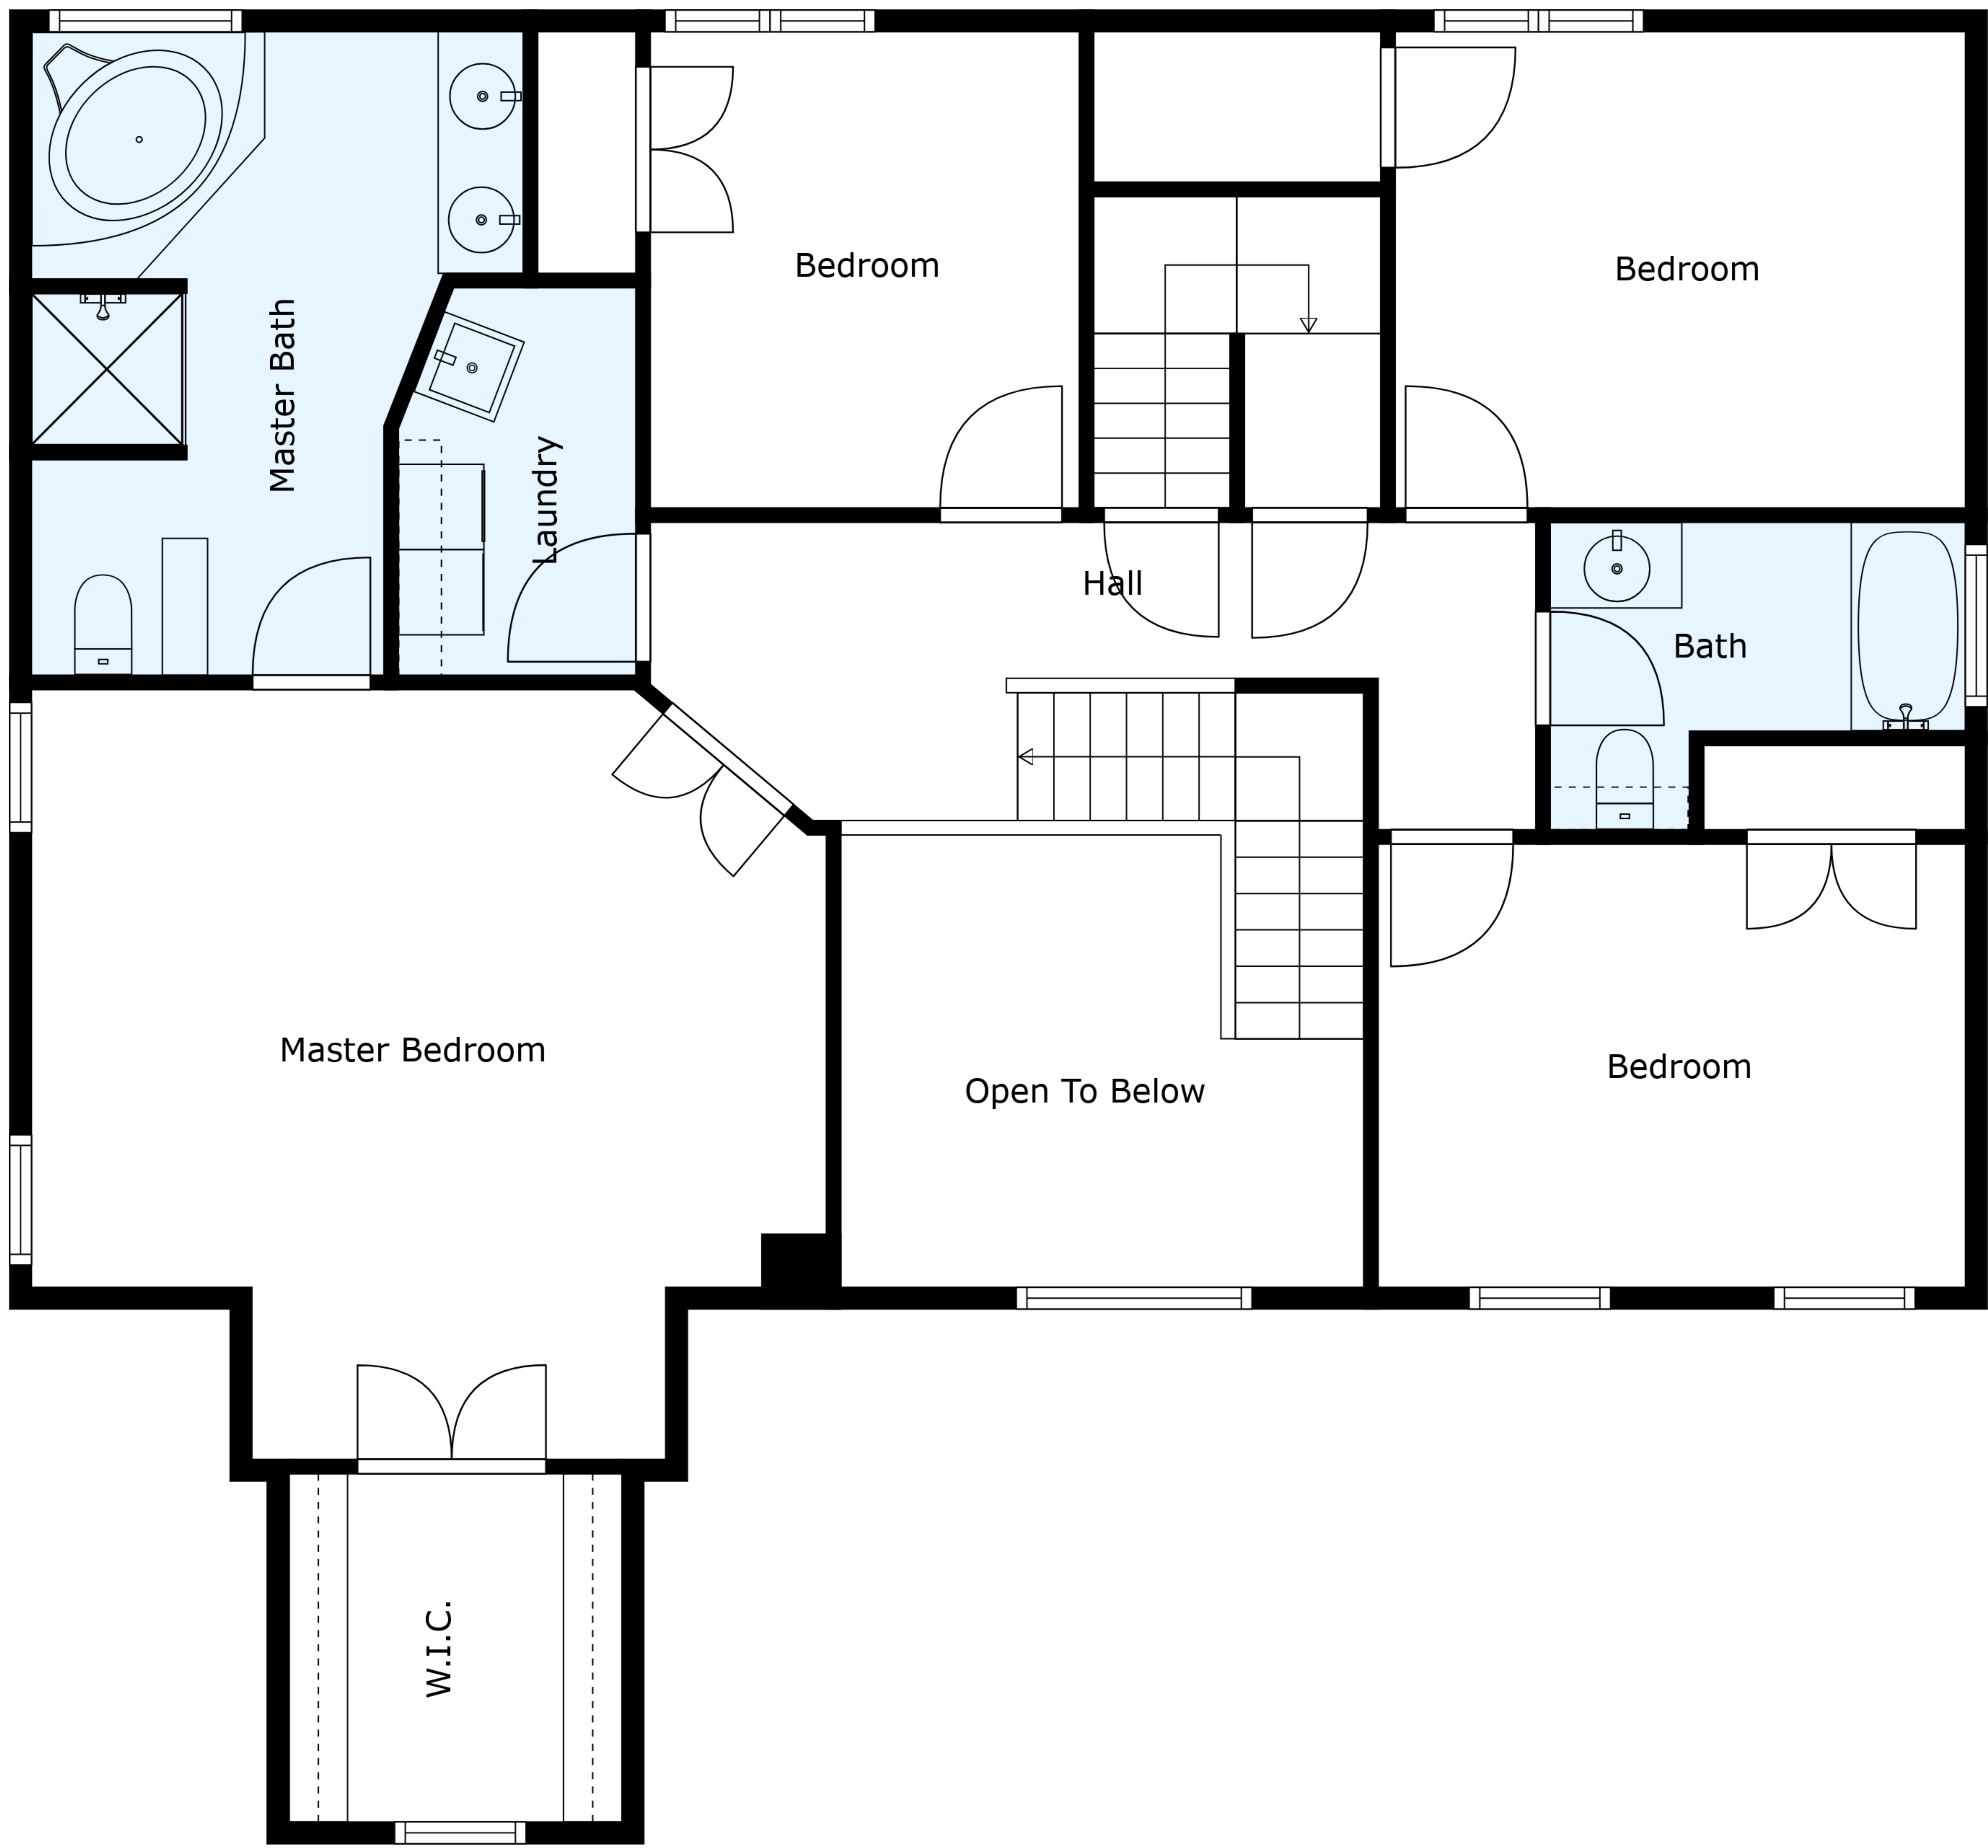 Bedroom
Bedroom
Master Bath
Laundry
Hall
Bath
Master Bedroom
Open To Below
Bedroom
W.I.C.